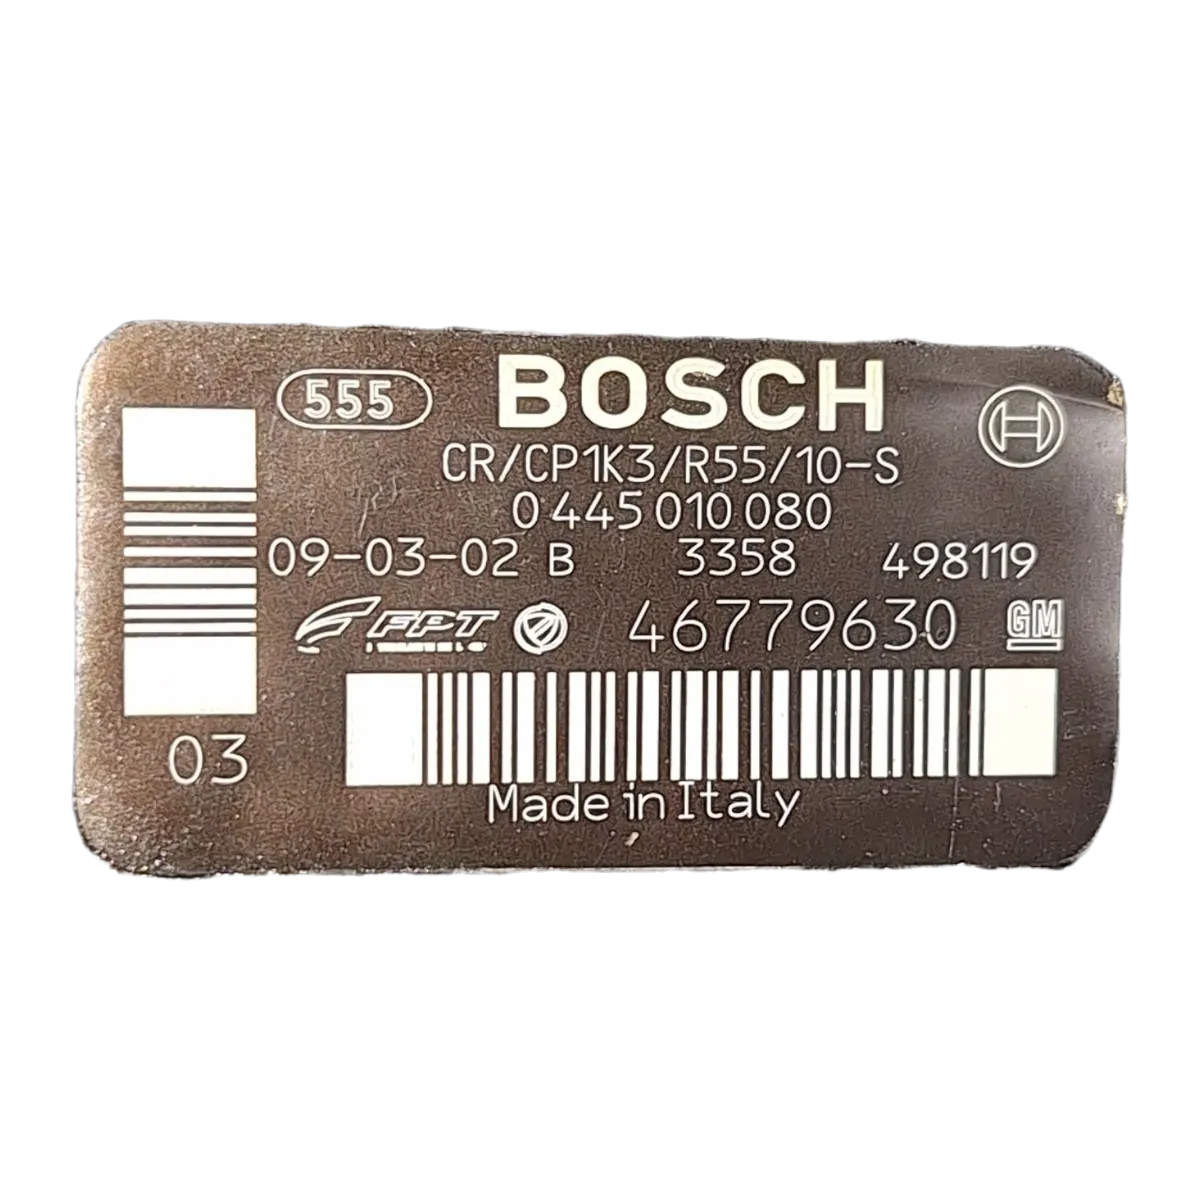 555 BOSCH
CR/CP1K3/R55/10-S
0 445 010 080
09-03-02 B 3358 498119
FPT 46779630 GM
03
Made in Italy